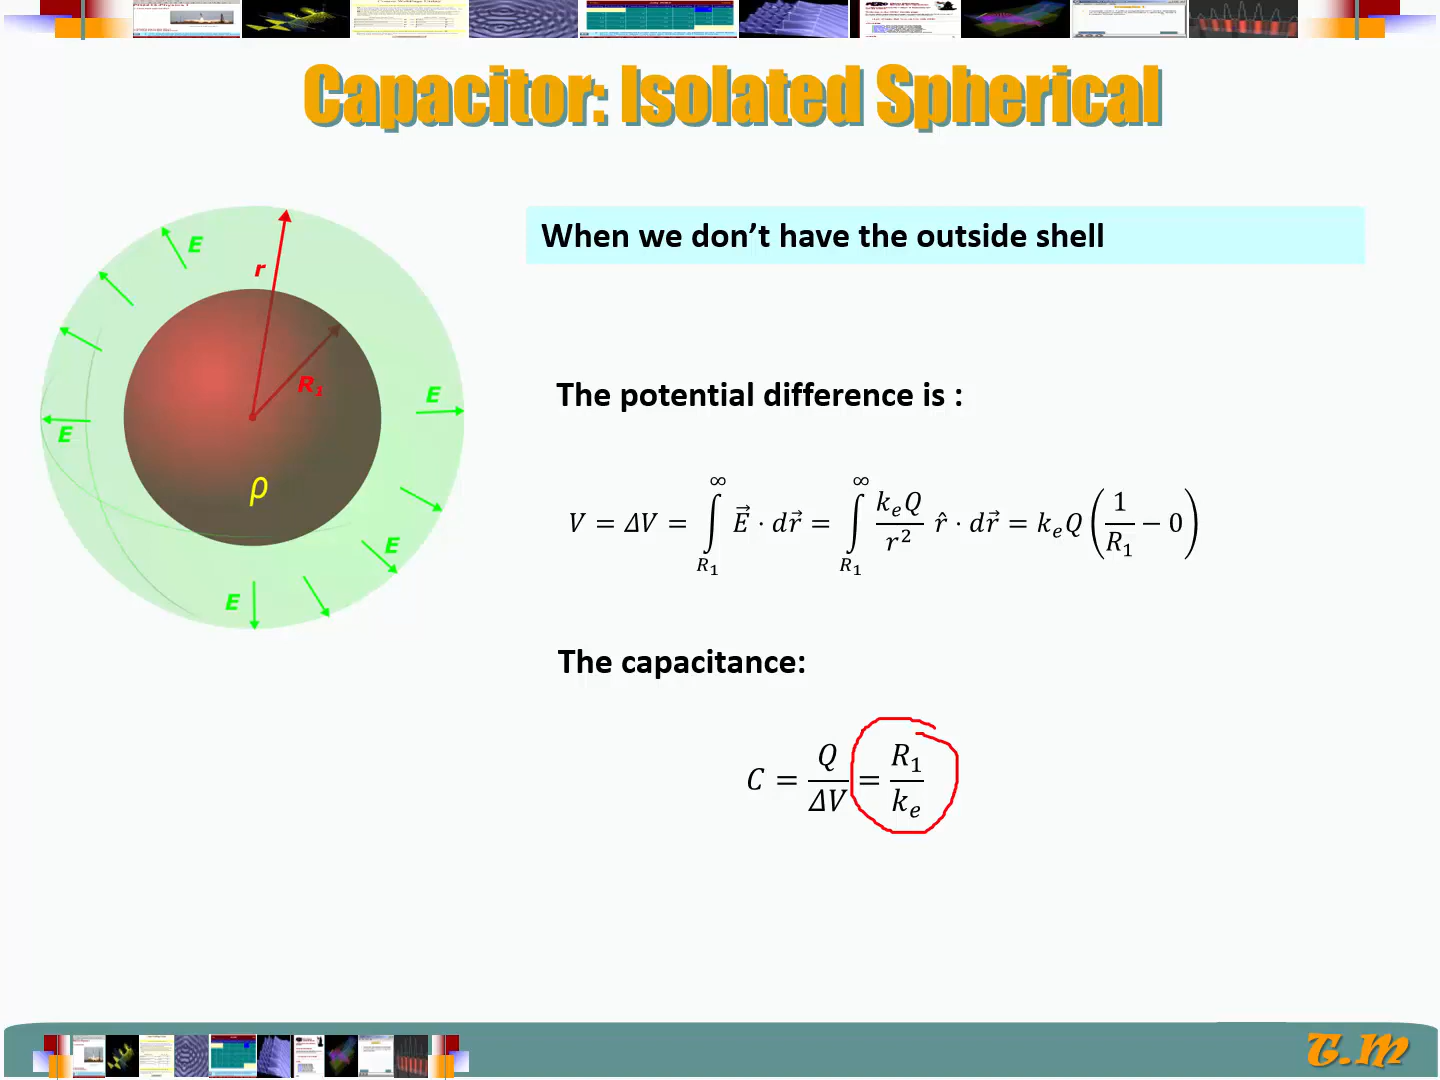 Capacitor: Isolated Spherical
When we don’t have the outside shell
E
r
R₁
E
E
ρ
E
E
The potential difference is :
V = ΔV = ∫_{R₁}^{∞} E⃗ · dr⃗ = ∫_{R₁}^{∞} kₑQ/r² r̂ · dr⃗ = kₑQ (1/R₁ − 0)
The capacitance:
C = Q/ΔV = R₁/kₑ
T.M